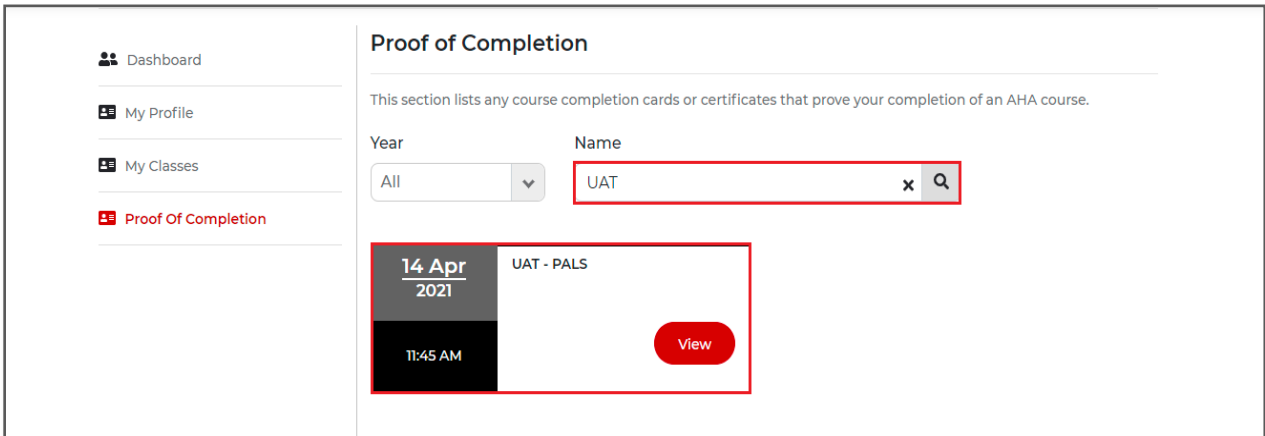 Dashboard
My Profile
My Classes
Proof Of Completion
Proof of Completion
This section lists any course completion cards or certificates that prove your completion of an AHA course.
Year
Name
All
UAT
14 Apr
2021
11:45 AM
UAT - PALS
View